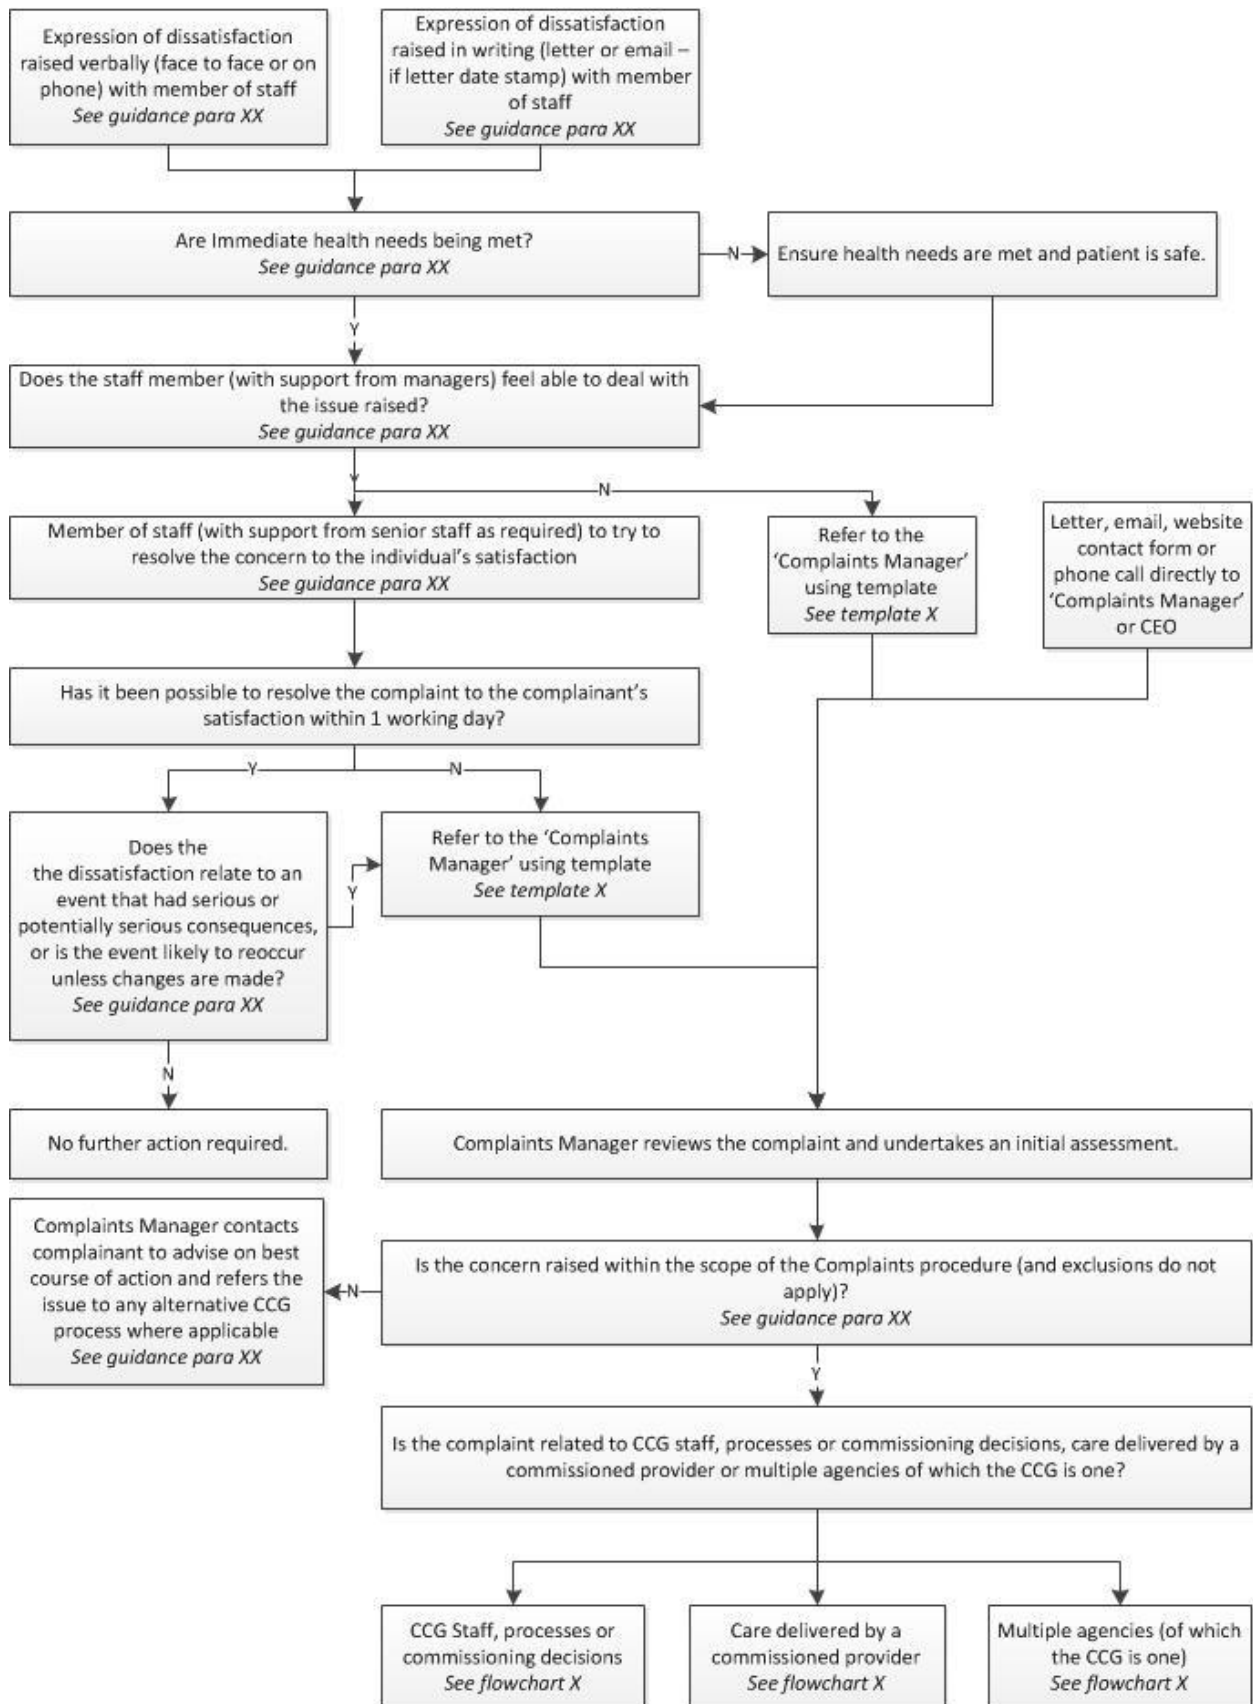 Expression of dissatisfaction
raised verbally (face to face or on
phone) with member of staff
See guidance para XX
Expression of dissatisfaction
raised in writing (letter or email –
if letter date stamp) with member
of staff
See guidance para XX
Are Immediate health needs being met?
See guidance para XX
N
Ensure health needs are met and patient is safe.
Y
Does the staff member (with support from managers) feel able to deal with
the issue raised?
See guidance para XX
Y
N
Member of staff (with support from senior staff as required) to try to
resolve the concern to the individual’s satisfaction
See guidance para XX
Refer to the
‘Complaints Manager’
using template
See template X
Letter, email, website
contact form or
phone call directly to
‘Complaints Manager’
or CEO
Has it been possible to resolve the complaint to the complainant’s
satisfaction within 1 working day?
Y
N
Does the
the dissatisfaction relate to an
event that had serious or
potentially serious consequences,
or is the event likely to reoccur
unless changes are made?
See guidance para XX
Y
Refer to the ‘Complaints
Manager’ using template
See template X
N
No further action required.
Complaints Manager reviews the complaint and undertakes an initial assessment.
Complaints Manager contacts
complainant to advise on best
course of action and refers the
issue to any alternative CCG
process where applicable
See guidance para XX
N
Is the concern raised within the scope of the Complaints procedure (and exclusions do not
apply)?
See guidance para XX
Y
Is the complaint related to CCG staff, processes or commissioning decisions, care delivered by a
commissioned provider or multiple agencies of which the CCG is one?
CCG Staff, processes or
commissioning decisions
See flowchart X
Care delivered by a
commissioned provider
See flowchart X
Multiple agencies (of which
the CCG is one)
See flowchart X